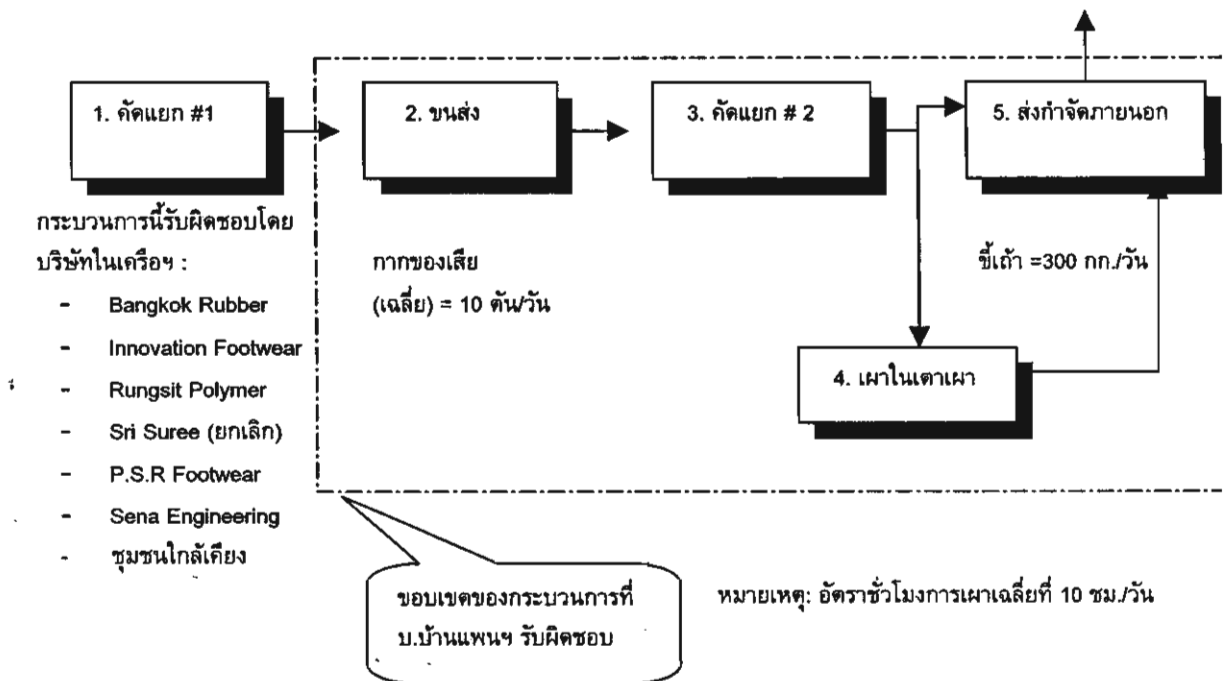 1. คัดแยก #1
2. ขนส่ง
3. คัดแยก # 2
5. ส่งกำจัดภายนอก
กระบวนการนี้รับผิดชอบโดย
บริษัทในเครือฯ :
- Bangkok Rubber
- Innovation Footwear
- Rungsit Polymer
- Sri Suree (ยกเลิก)
- P.S.R Footwear
- Sena Engineering
- ชุมชนใกล้เคียง
กากของเสีย
(เฉลี่ย) = 10 ตัน/วัน
ขี้เถ้า =300 กก./วัน
4. เผาในเตาเผา
ขอบเขตของกระบวนการที่
บ.บ้านแพนฯ รับผิดชอบ
หมายเหตุ: อัตราชั่วโมงการเผาเฉลี่ยที่ 10 ชม./วัน